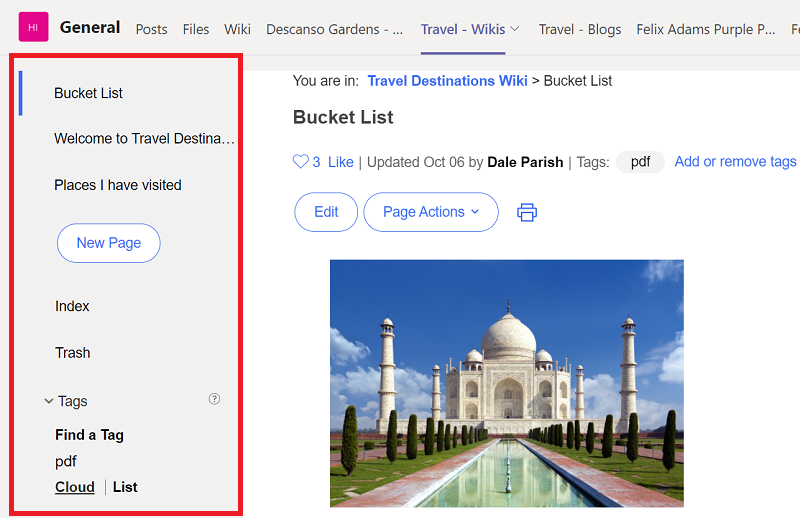 HI General Posts Files Wiki Descanso Gardens - ... Travel - Wikis Travel - Blogs Felix Adams Purple P...
Bucket List
Welcome to Travel Destina...
Places I have visited
New Page
Index
Trash
Tags ?
Find a Tag
pdf
Cloud | List
You are in: Travel Destinations Wiki > Bucket List
Bucket List
3 Like | Updated Oct 06 by Dale Parish | Tags: pdf Add or remove tags
Edit Page Actions